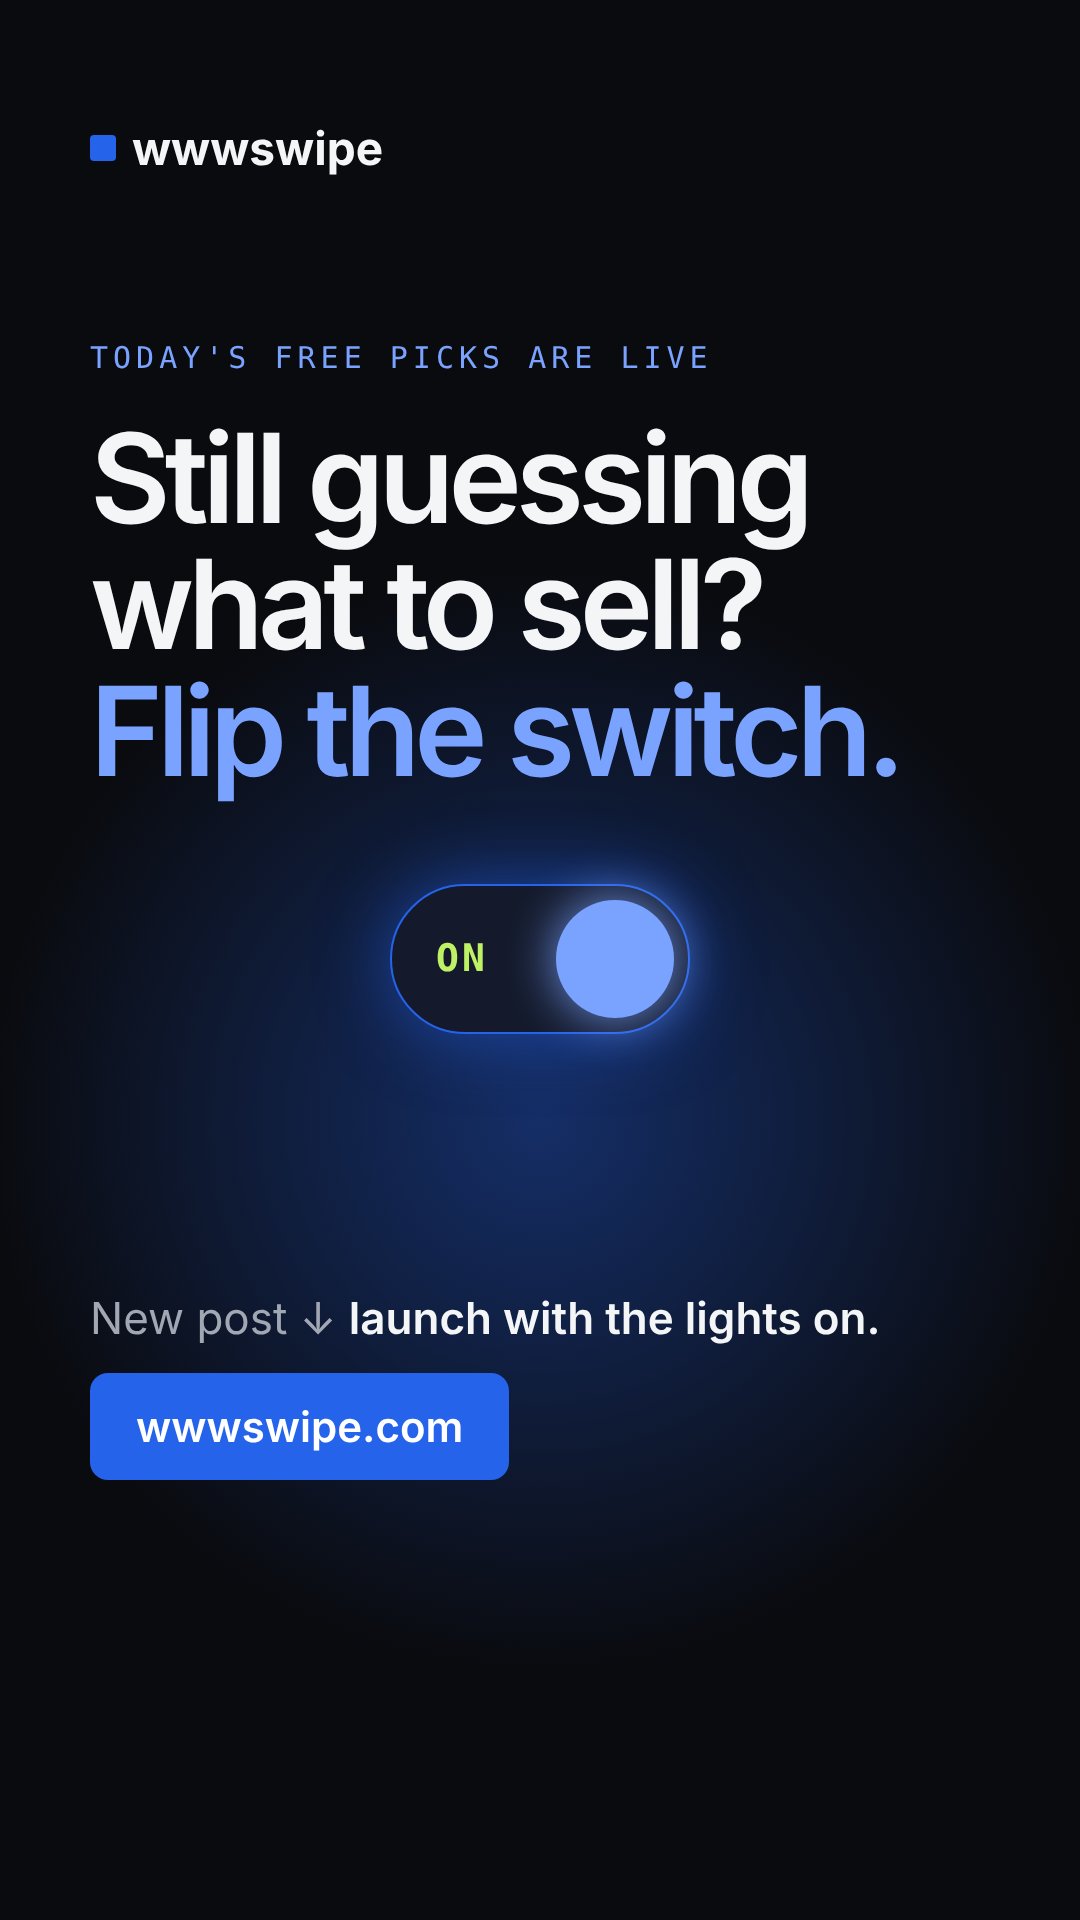 wwwswipe
TODAY'S FREE PICKS ARE LIVE
Still guessing
what to sell?
Flip the switch.
ON
New post ↓ launch with the lights on.
wwwswipe.com